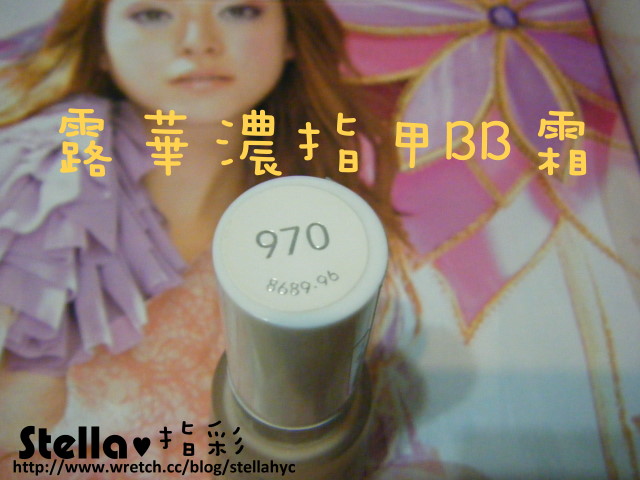 露華濃指甲BB霜
970
8689.96
Stella♥指彩
http://www.wretch.cc/blog/stellahyc